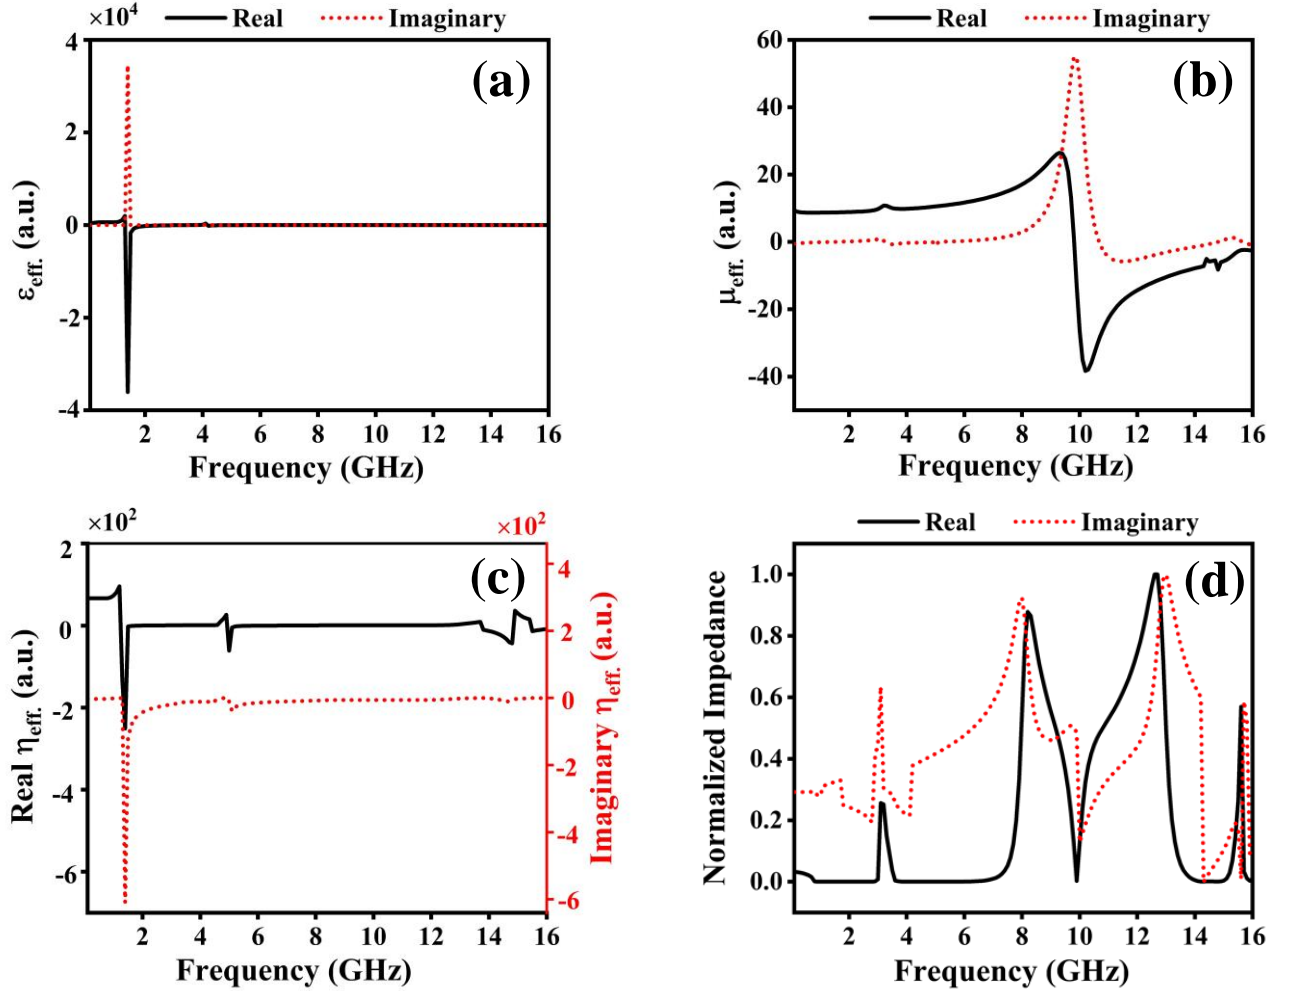 ×10⁴
Real
Imaginary
(a)
4
2
0
-2
-4
εeff. (a.u.)
2 4 6 8 10 12 14 16
Frequency (GHz)
Real
Imaginary
(b)
60
40
20
0
-20
-40
μeff. (a.u.)
2 4 6 8 10 12 14 16
Frequency (GHz)
×10²
×10²
(c)
2
0
-2
-4
-6
Real ηeff. (a.u.)
4
2
0
-2
-4
-6
Imaginary ηeff. (a.u.)
2 4 6 8 10 12 14 16
Frequency (GHz)
Real
Imaginary
(d)
1.0
0.8
0.6
0.4
0.2
0.0
Normalized Impedance
2 4 6 8 10 12 14 16
Frequency (GHz)